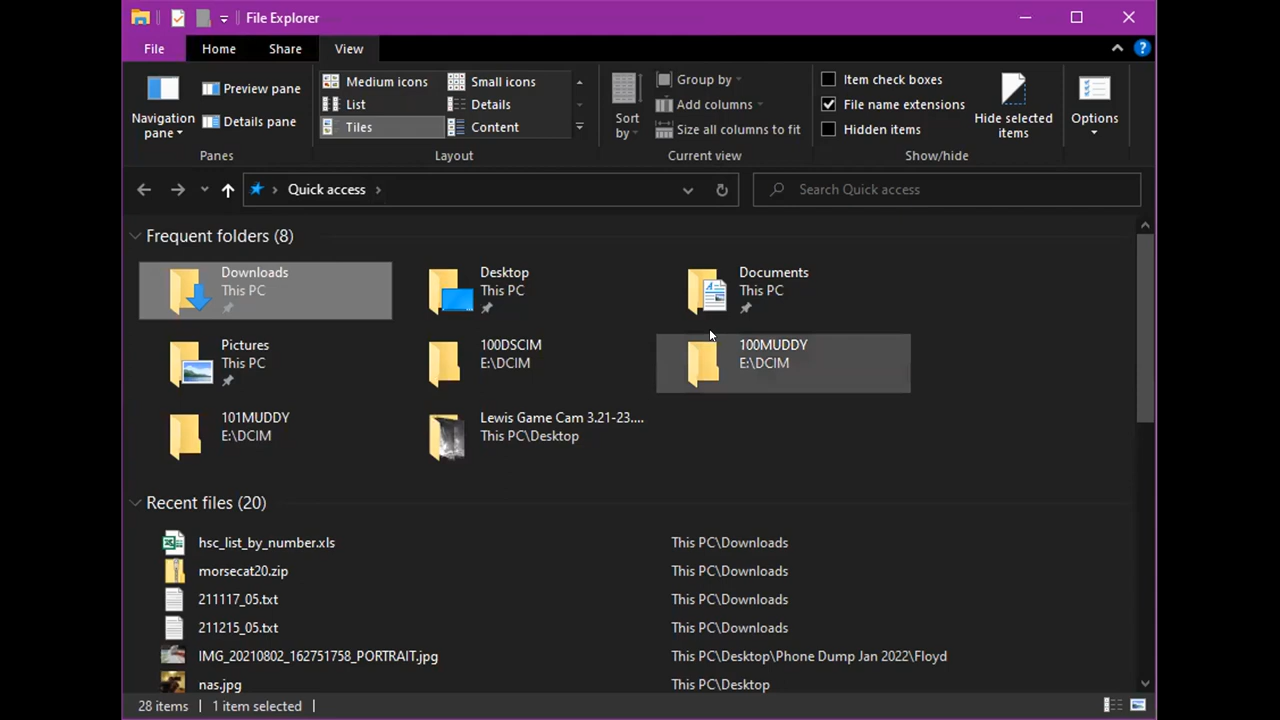 File Explorer
File
Home
Share
View
Navigation pane
Preview pane
Details pane
Panes
Medium icons
Small icons
List
Details
Tiles
Content
Layout
Sort by
Group by
Add columns
Size all columns to fit
Current view
Item check boxes
File name extensions
Hidden items
Hide selected items
Show/hide
Options
Quick access
Search Quick access
Frequent folders (8)
Downloads
This PC
Desktop
This PC
Documents
This PC
Pictures
This PC
100DSCIM
E:\DCIM
100MUDDY
E:\DCIM
101MUDDY
E:\DCIM
Lewis Game Cam 3.21-23....
This PC\Desktop
Recent files (20)
hsc_list_by_number.xls
This PC\Downloads
morsecat20.zip
This PC\Downloads
211117_05.txt
This PC\Downloads
211215_05.txt
This PC\Downloads
IMG_20210802_162751758_PORTRAIT.jpg
This PC\Desktop\Phone Dump Jan 2022\Floyd
nas.jpg
This PC\Desktop
28 items
1 item selected